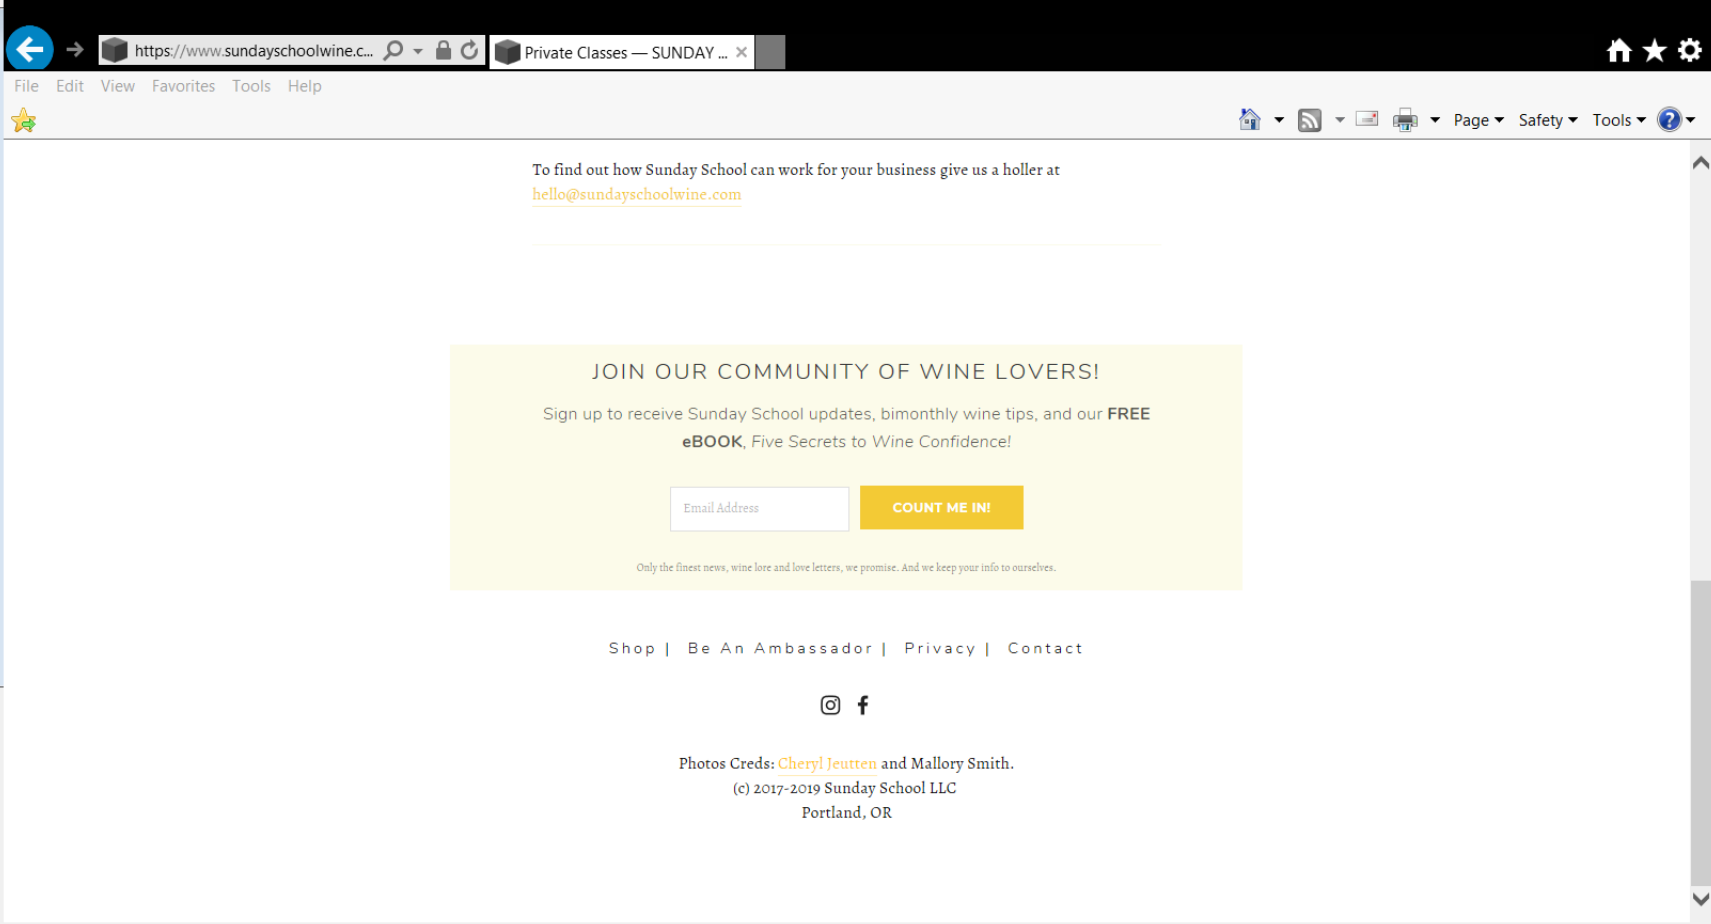 https://www.sundayschoolwine.c...
Private Classes — SUNDAY ...
File Edit View Favorites Tools Help
Page Safety Tools
To find out how Sunday School can work for your business give us a holler at
hello@sundayschoolwine.com
JOIN OUR COMMUNITY OF WINE LOVERS!
Sign up to receive Sunday School updates, bimonthly wine tips, and our FREE
eBOOK, Five Secrets to Wine Confidence!
Email Address
COUNT ME IN!
Only the finest news, wine lore and love letters, we promise. And we keep your info to ourselves.
Shop | Be An Ambassador | Privacy | Contact
Photos Creds: Cheryl Jeutten and Mallory Smith.
(c) 2017-2019 Sunday School LLC
Portland, OR